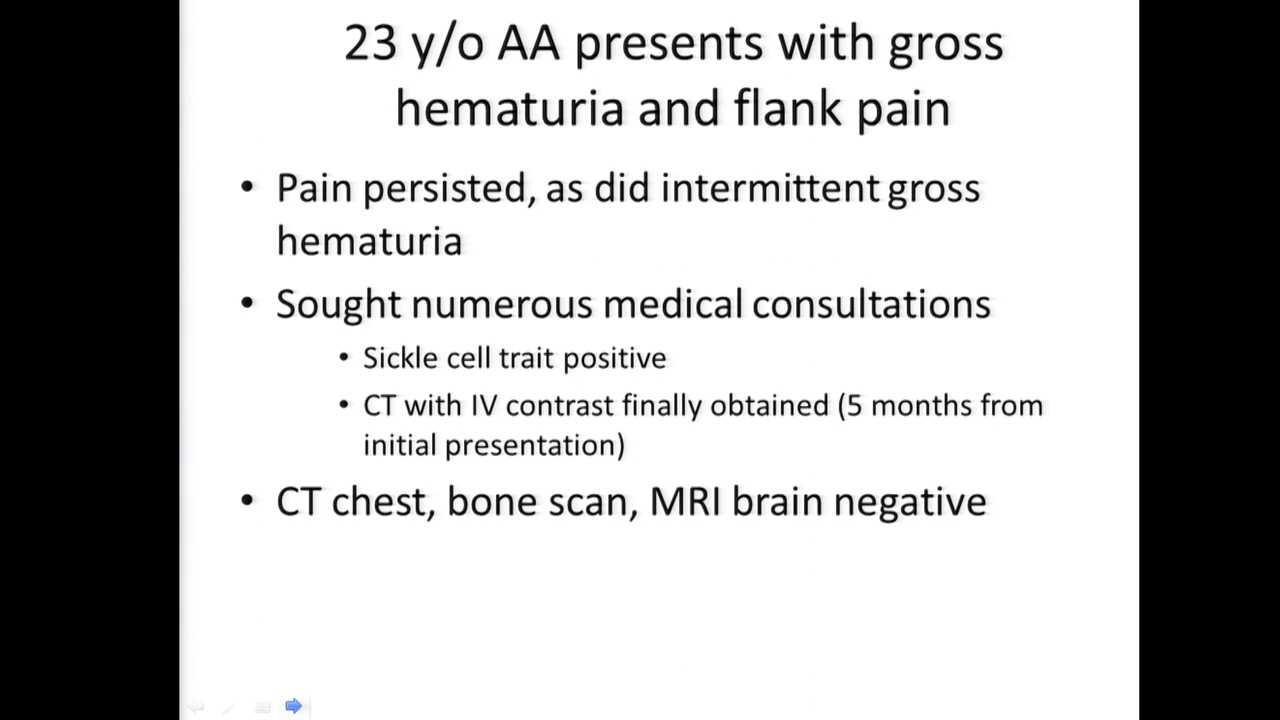 23 y/o AA presents with gross
hematuria and flank pain
• Pain persisted, as did intermittent gross
hematuria
• Sought numerous medical consultations
• Sickle cell trait positive
• CT with IV contrast finally obtained (5 months from
initial presentation)
• CT chest, bone scan, MRI brain negative